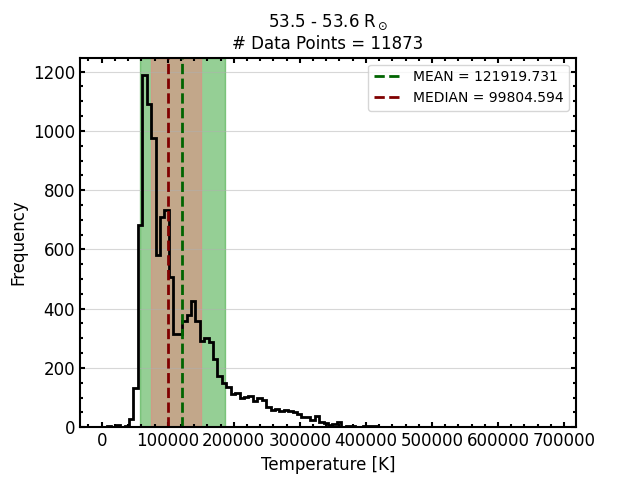 53.5 - 53.6 R⊙
# Data Points = 11873
MEAN = 121919.731
MEDIAN = 99804.594
1200
1000
800
600
400
200
0
Frequency
0 100000 200000 300000 400000 500000 600000 700000
Temperature [K]